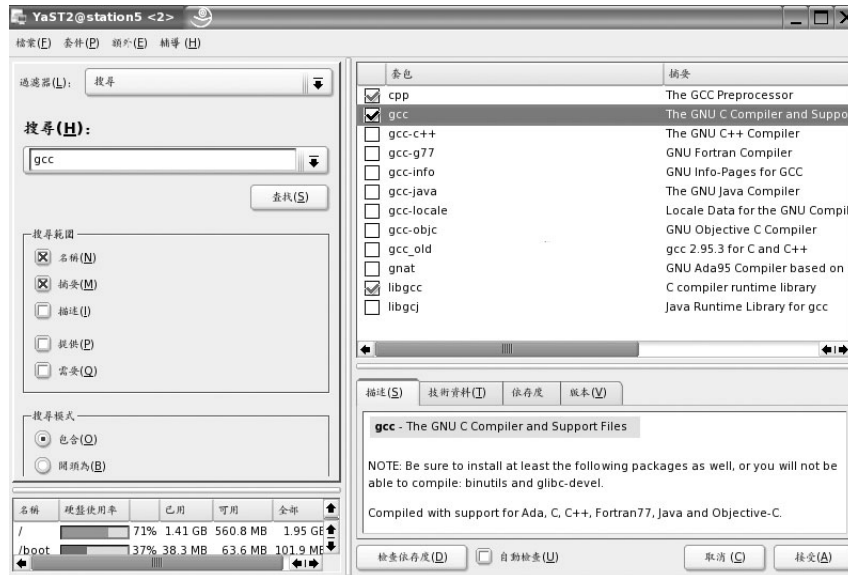 YaST2@station5 <2>
檔案(F) 套件(P) 額外(E) 輔導 (H)
過濾器(L): 搜尋
搜尋(H):
gcc
查找(S)
搜尋範圍
名稱(N)
摘要(M)
描述(I)
提供(P)
需要(Q)
搜尋模式
包含(O)
開頭為(B)
名稱 硬盤使用率 已用 可用 全部
/ 71% 1.41 GB 560.8 MB 1.95 GB
/boot 37% 38.3 MB 63.6 MB 101.9 MB
套包 摘要
cpp The GCC Preprocessor
gcc The GNU C Compiler and Suppo
gcc-c++ The GNU C++ Compiler
gcc-g77 GNU Fortran Compiler
gcc-info GNU Info-Pages for GCC
gcc-java The GNU Java Compiler
gcc-locale Locale Data for the GNU Compil
gcc-objc GNU Objective C Compiler
gcc_old gcc 2.95.3 for C and C++
gnat GNU Ada95 Compiler based on
libgcc C compiler runtime library
libgcj Java Runtime Library for gcc
描述(S) 技術資料(T) 依存度 版本(V)
gcc - The GNU C Compiler and Support Files
NOTE: Be sure to install at least the following packages as well, or you will not be
able to compile: binutils and glibc-devel.
Compiled with support for Ada, C, C++, Fortran77, Java and Objective-C.
檢查依存度(D) 自動檢查(U) 取消 (C) 接受(A)